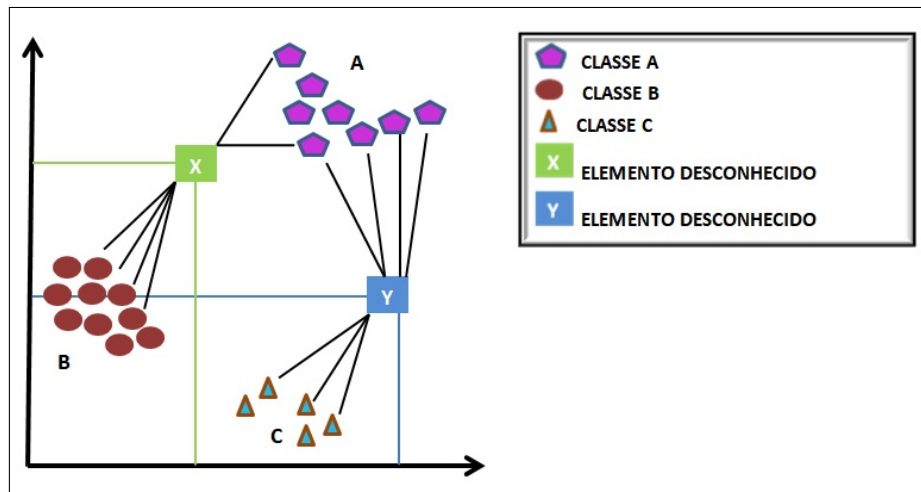 A
X
Y
B
C
CLASSE A
CLASSE B
CLASSE C
X ELEMENTO DESCONHECIDO
Y ELEMENTO DESCONHECIDO